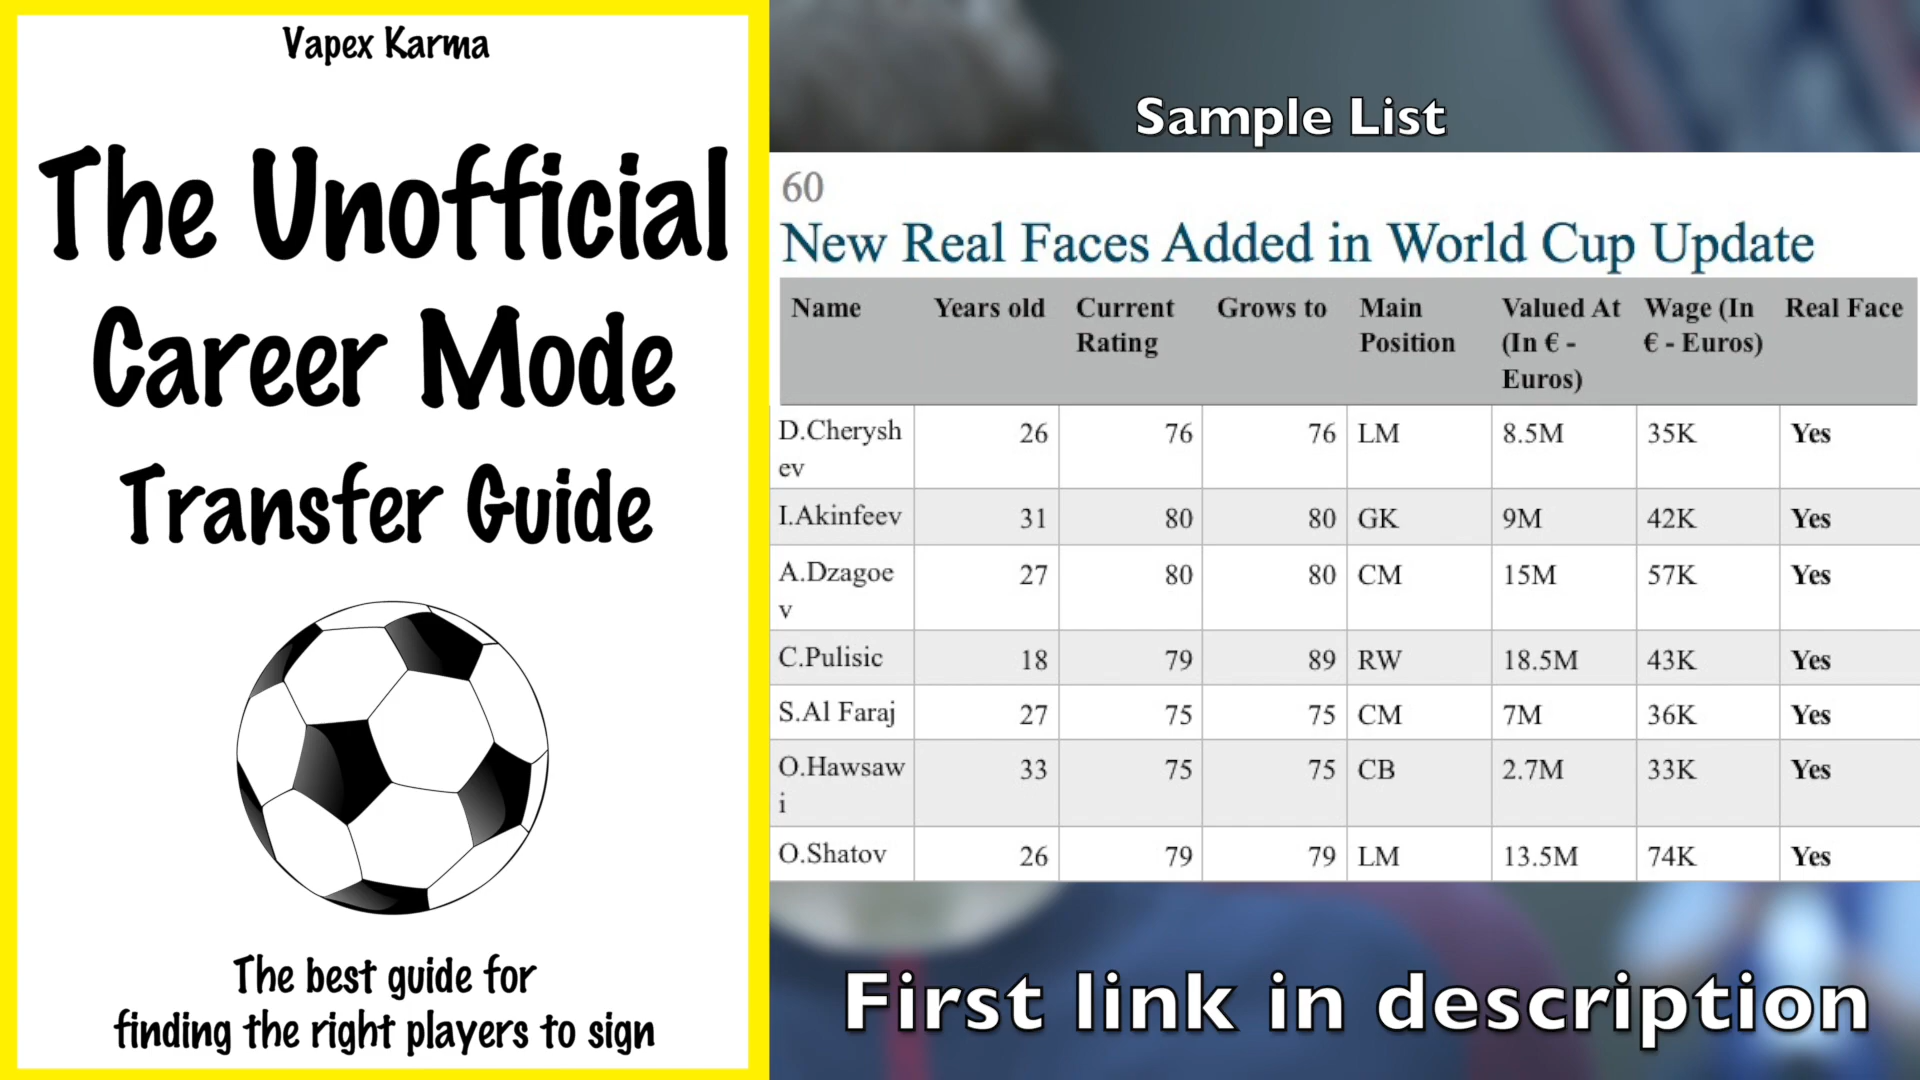 Vapex Karma
The Unofficial
Career Mode
Transfer Guide
The best guide for
finding the right players to sign
Sample List
60
New Real Faces Added in World Cup Update
Name Years old Current Rating Grows to Main Position Valued At (In € - Euros) Wage (In € - Euros) Real Face
D.Cheryshev 26 76 76 LM 8.5M 35K Yes
I.Akinfeev 31 80 80 GK 9M 42K Yes
A.Dzagoev 27 80 80 CM 15M 57K Yes
C.Pulisic 18 79 89 RW 18.5M 43K Yes
S.Al Faraj 27 75 75 CM 7M 36K Yes
O.Hawsawi 33 75 75 CB 2.7M 33K Yes
O.Shatov 26 79 79 LM 13.5M 74K Yes
First link in description